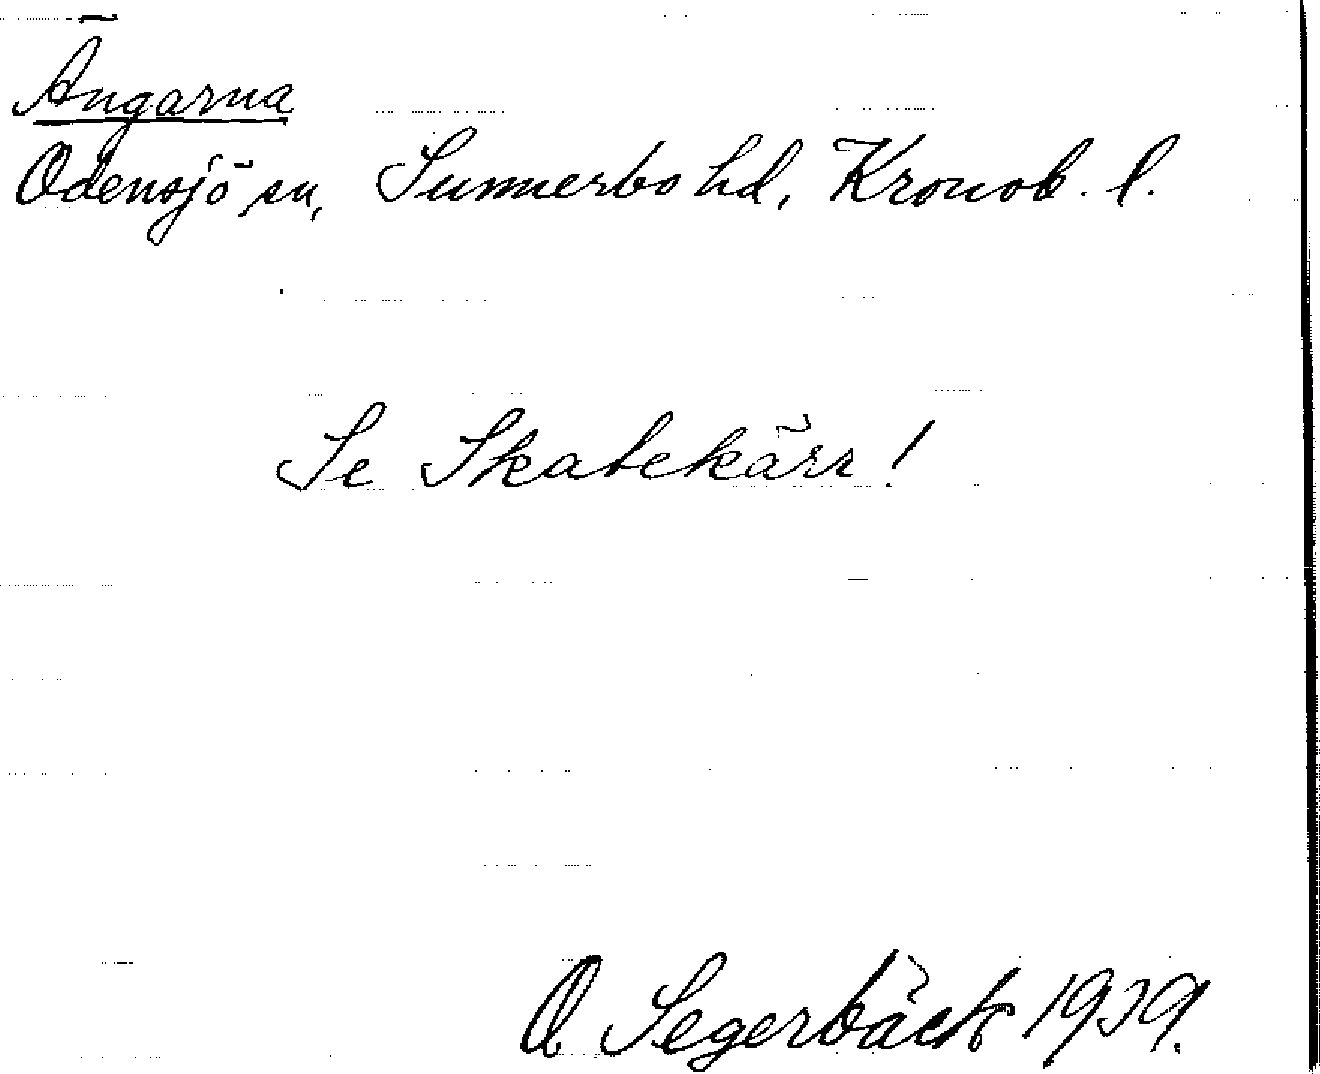 Ängarna
Odensjö sn, Sunnerbo hd, Kronob. l.
Se Skatekärr!
O Segerbäck 1939.